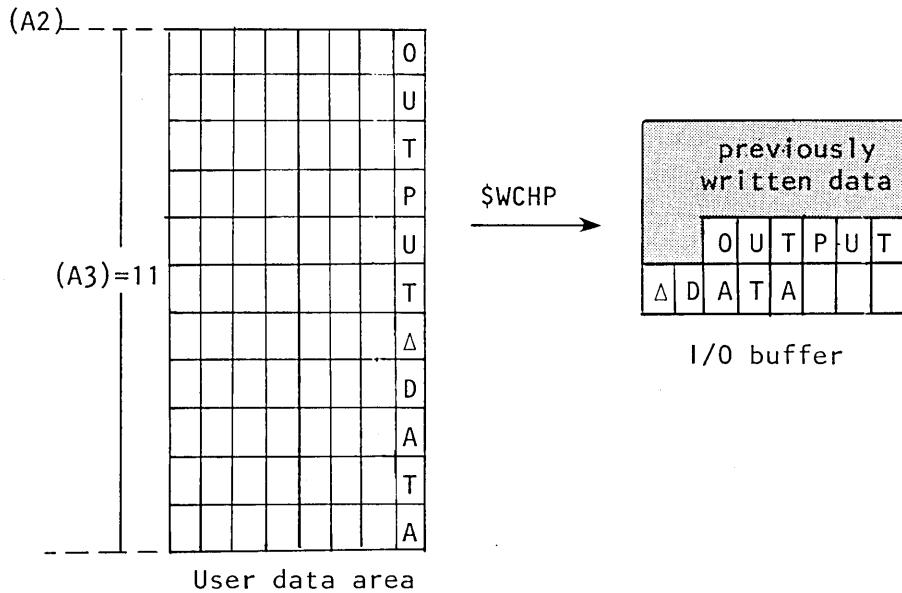 (A2)
O
U
T
P
U
T
Δ
D
A
T
A
(A3)=11
User data area
$WCHP
previously
written data
O U T P U T
Δ D A T A
I/O buffer